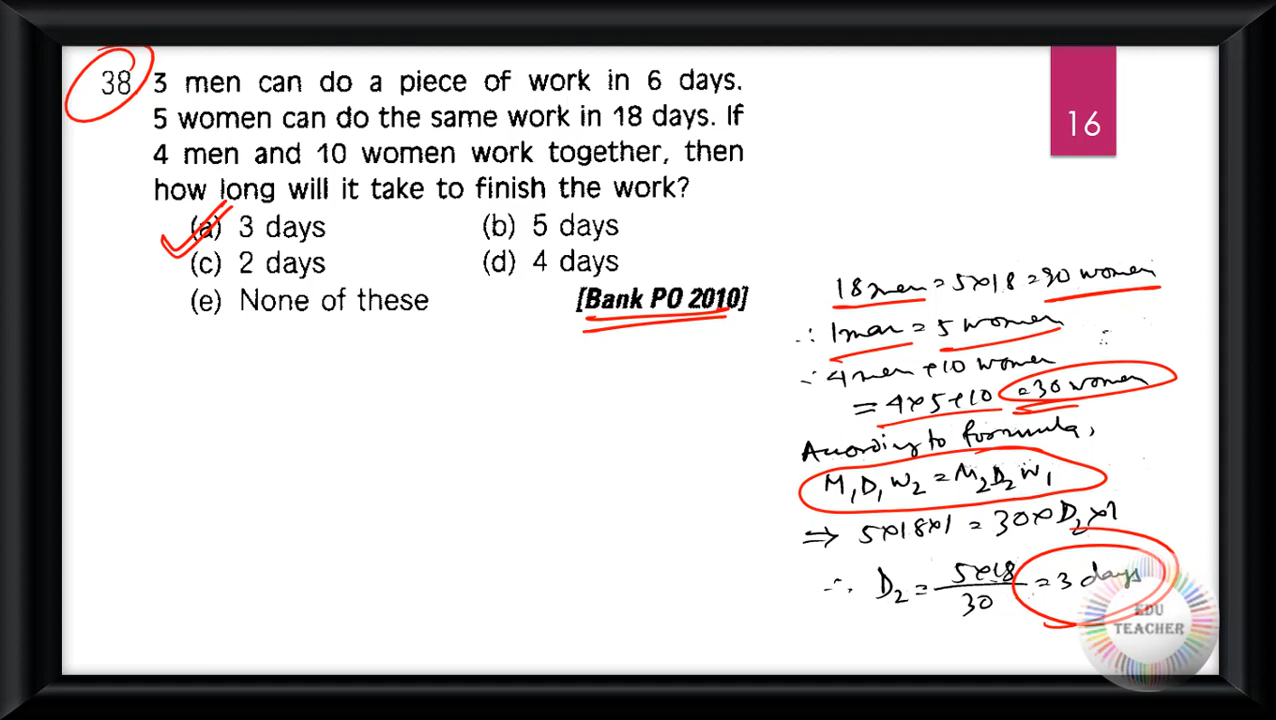 38 3 men can do a piece of work in 6 days.
5 women can do the same work in 18 days. If
4 men and 10 women work together, then
how long will it take to finish the work?
(a) 3 days (b) 5 days
(c) 2 days (d) 4 days
(e) None of these [Bank PO 2010]
16
18 men = 5×18 = 90 women
∴ 1 man = 5 women
∴ 4 men + 10 women
= 4×5+10 = 30 women
According to formula,
M₁D₁W₂ = M₂D₂W₁
⇒ 5×18×1 = 30×D₂×1
∴ D₂ = 5×18/30 = 3 days
EDU
TEACHER